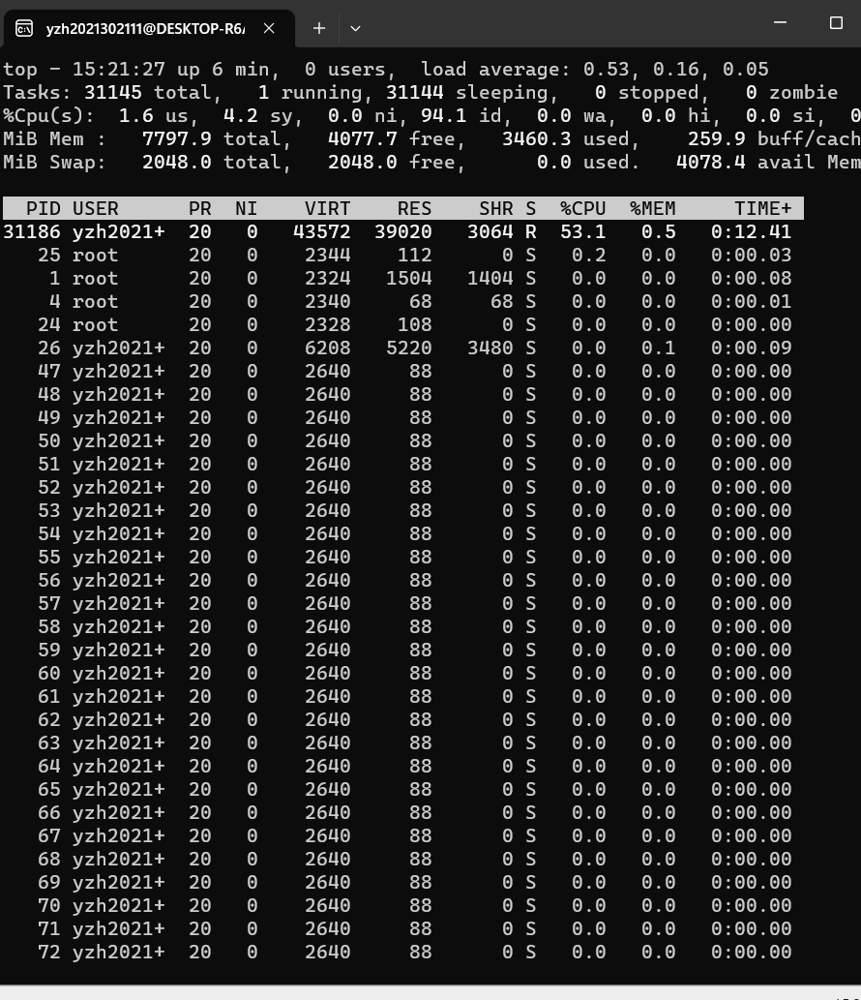 yzh2021302111@DESKTOP-R6
top - 15:21:27 up 6 min,  0 users,  load average: 0.53, 0.16, 0.05
Tasks: 31145 total,   1 running, 31144 sleeping,   0 stopped,   0 zombie
%Cpu(s):  1.6 us,  4.2 sy,  0.0 ni, 94.1 id,  0.0 wa,  0.0 hi,  0.0 si,  0
MiB Mem :   7797.9 total,   4077.7 free,   3460.3 used,    259.9 buff/cach
MiB Swap:   2048.0 total,   2048.0 free,      0.0 used.   4078.4 avail Mem
  PID USER      PR  NI    VIRT    RES    SHR S  %CPU  %MEM     TIME+
31186 yzh2021+  20   0   43572  39020   3064 R  53.1   0.5   0:12.41
   25 root      20   0    2344    112      0 S   0.2   0.0   0:00.03
    1 root      20   0    2324   1504   1404 S   0.0   0.0   0:00.08
    4 root      20   0    2340     68     68 S   0.0   0.0   0:00.01
   24 root      20   0    2328    108      0 S   0.0   0.0   0:00.00
   26 yzh2021+  20   0    6208   5220   3480 S   0.0   0.1   0:00.09
   47 yzh2021+  20   0    2640     88      0 S   0.0   0.0   0:00.00
   48 yzh2021+  20   0    2640     88      0 S   0.0   0.0   0:00.00
   49 yzh2021+  20   0    2640     88      0 S   0.0   0.0   0:00.00
   50 yzh2021+  20   0    2640     88      0 S   0.0   0.0   0:00.00
   51 yzh2021+  20   0    2640     88      0 S   0.0   0.0   0:00.00
   52 yzh2021+  20   0    2640     88      0 S   0.0   0.0   0:00.00
   53 yzh2021+  20   0    2640     88      0 S   0.0   0.0   0:00.00
   54 yzh2021+  20   0    2640     88      0 S   0.0   0.0   0:00.00
   55 yzh2021+  20   0    2640     88      0 S   0.0   0.0   0:00.00
   56 yzh2021+  20   0    2640     88      0 S   0.0   0.0   0:00.00
   57 yzh2021+  20   0    2640     88      0 S   0.0   0.0   0:00.00
   58 yzh2021+  20   0    2640     88      0 S   0.0   0.0   0:00.00
   59 yzh2021+  20   0    2640     88      0 S   0.0   0.0   0:00.00
   60 yzh2021+  20   0    2640     88      0 S   0.0   0.0   0:00.00
   61 yzh2021+  20   0    2640     88      0 S   0.0   0.0   0:00.00
   62 yzh2021+  20   0    2640     88      0 S   0.0   0.0   0:00.00
   63 yzh2021+  20   0    2640     88      0 S   0.0   0.0   0:00.00
   64 yzh2021+  20   0    2640     88      0 S   0.0   0.0   0:00.00
   65 yzh2021+  20   0    2640     88      0 S   0.0   0.0   0:00.00
   66 yzh2021+  20   0    2640     88      0 S   0.0   0.0   0:00.00
   67 yzh2021+  20   0    2640     88      0 S   0.0   0.0   0:00.00
   68 yzh2021+  20   0    2640     88      0 S   0.0   0.0   0:00.00
   69 yzh2021+  20   0    2640     88      0 S   0.0   0.0   0:00.00
   70 yzh2021+  20   0    2640     88      0 S   0.0   0.0   0:00.00
   71 yzh2021+  20   0    2640     88      0 S   0.0   0.0   0:00.00
   72 yzh2021+  20   0    2640     88      0 S   0.0   0.0   0:00.00